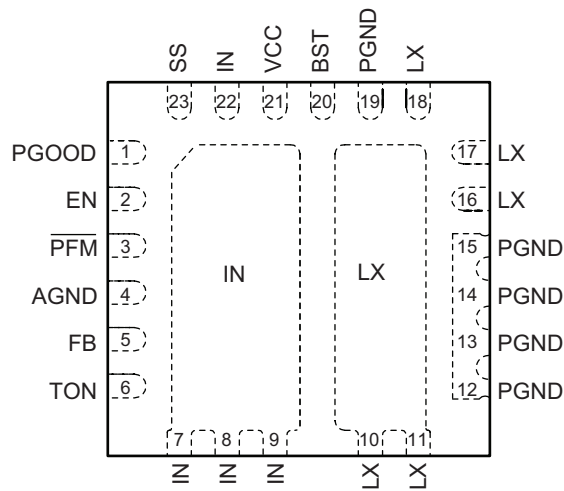 SS
IN
VCC
BST
PGND
LX
23
22
21
20
19
18
PGOOD 1
17 LX
EN 2
16 LX
PFM 3
15 PGND
IN
LX
AGND 4
14 PGND
FB 5
13 PGND
TON 6
12 PGND
7
8
9
10
11
IN
IN
IN
LX
LX